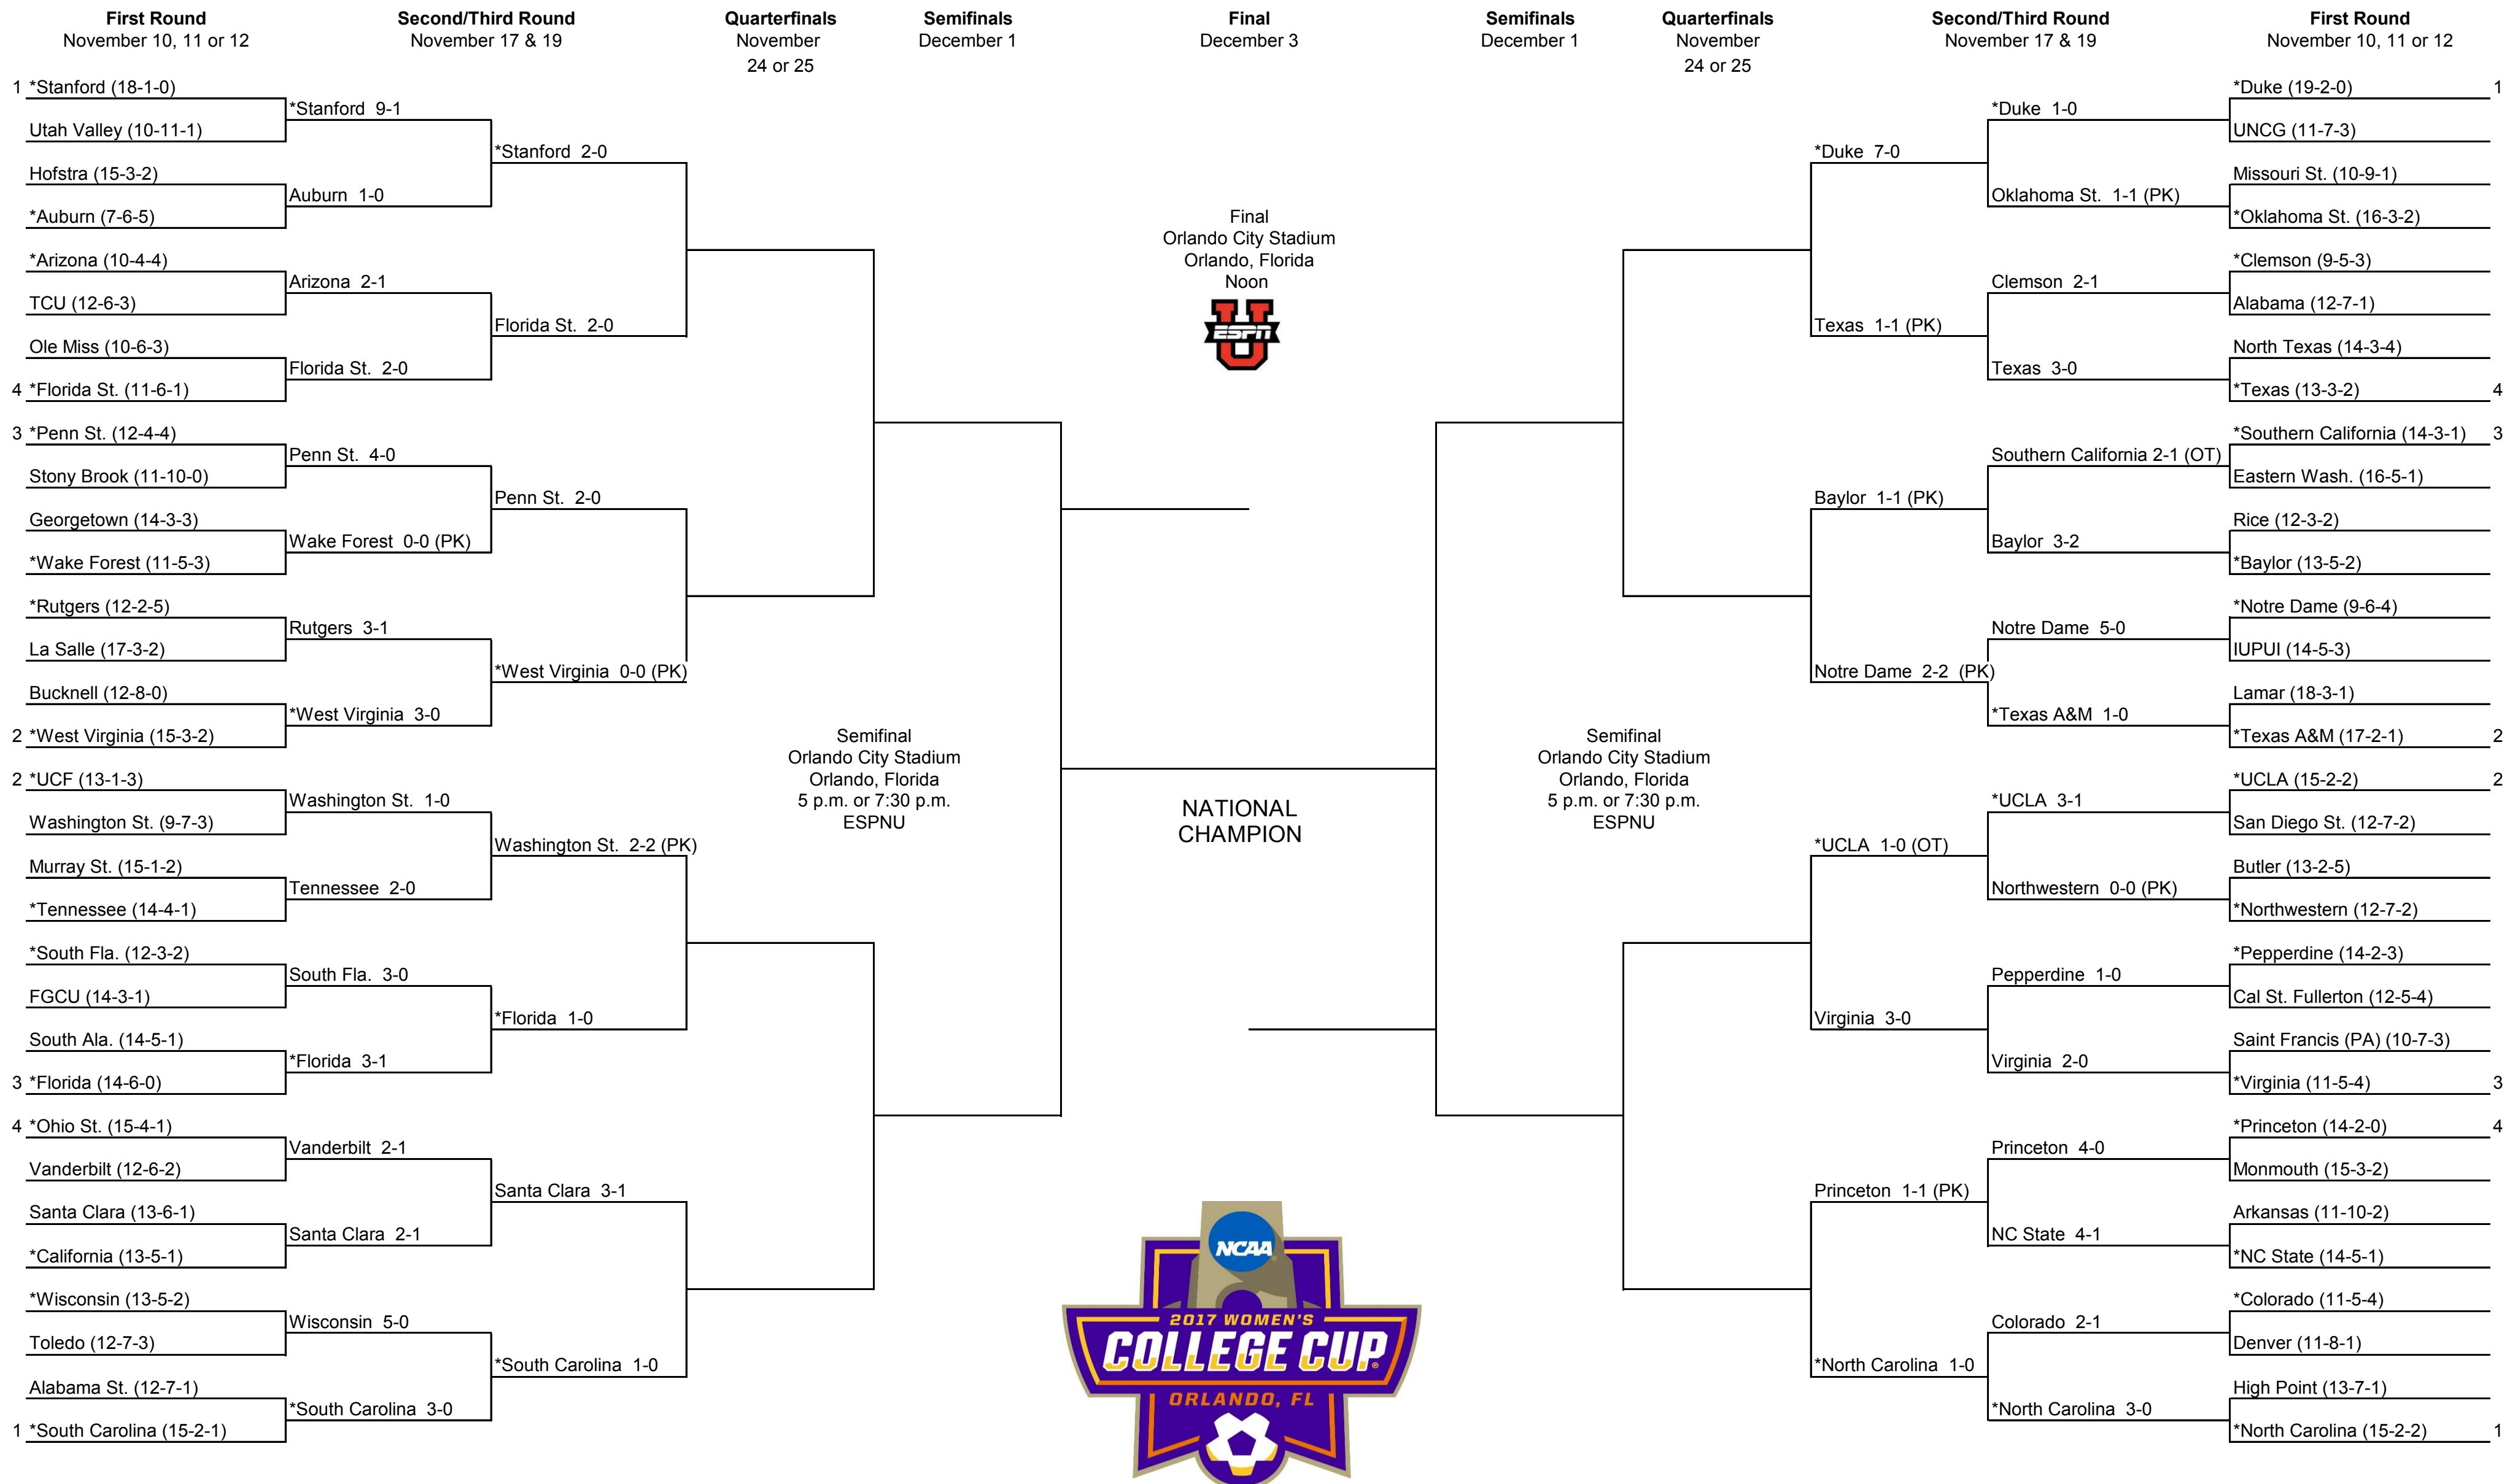 First Round
November 10, 11 or 12
Second/Third Round
November 17 & 19
Quarterfinals
November
24 or 25
Semifinals
December 1
Final
December 3
Semifinals
December 1
Quarterfinals
November
24 or 25
Second/Third Round
November 17 & 19
First Round
November 10, 11 or 12
1 *Stanford (18-1-0)
Utah Valley (10-11-1)
Hofstra (15-3-2)
*Auburn (7-6-5)
*Arizona (10-4-4)
TCU (12-6-3)
Ole Miss (10-6-3)
4 *Florida St. (11-6-1)
3 *Penn St. (12-4-4)
Stony Brook (11-10-0)
Georgetown (14-3-3)
*Wake Forest (11-5-3)
*Rutgers (12-2-5)
La Salle (17-3-2)
Bucknell (12-8-0)
2 *West Virginia (15-3-2)
2 *UCF (13-1-3)
Washington St. (9-7-3)
Murray St. (15-1-2)
*Tennessee (14-4-1)
*South Fla. (12-3-2)
FGCU (14-3-1)
South Ala. (14-5-1)
3 *Florida (14-6-0)
4 *Ohio St. (15-4-1)
Vanderbilt (12-6-2)
Santa Clara (13-6-1)
*California (13-5-1)
*Wisconsin (13-5-2)
Toledo (12-7-3)
Alabama St. (12-7-1)
1 *South Carolina (15-2-1)
*Stanford 9-1
Auburn 1-0
Arizona 2-1
Florida St. 2-0
Penn St. 4-0
Wake Forest 0-0 (PK)
Rutgers 3-1
*West Virginia 3-0
Washington St. 1-0
Tennessee 2-0
South Fla. 3-0
*Florida 3-1
Vanderbilt 2-1
Santa Clara 2-1
Wisconsin 5-0
*South Carolina 3-0
*Stanford 2-0
Florida St. 2-0
Penn St. 2-0
*West Virginia 0-0 (PK)
Washington St. 2-2 (PK)
*Florida 1-0
Santa Clara 3-1
*South Carolina 1-0
Semifinal
Orlando City Stadium
Orlando, Florida
5 p.m. or 7:30 p.m.
ESPNU
Final
Orlando City Stadium
Orlando, Florida
Noon
U
ESPN
NATIONAL
CHAMPION
NCAA
2017 WOMEN'S
COLLEGE CUP®
ORLANDO, FL
Semifinal
Orlando City Stadium
Orlando, Florida
5 p.m. or 7:30 p.m.
ESPNU
*Duke 7-0
Texas 1-1 (PK)
Baylor 1-1 (PK)
Notre Dame 2-2 (PK)
*UCLA 1-0 (OT)
Virginia 3-0
Princeton 1-1 (PK)
*North Carolina 1-0
*Duke 1-0
Oklahoma St. 1-1 (PK)
Clemson 2-1
Texas 3-0
Southern California 2-1 (OT)
Baylor 3-2
Notre Dame 5-0
*Texas A&M 1-0
*UCLA 3-1
Northwestern 0-0 (PK)
Pepperdine 1-0
Virginia 2-0
Princeton 4-0
NC State 4-1
Colorado 2-1
*North Carolina 3-0
*Duke (19-2-0) 1
UNCG (11-7-3)
Missouri St. (10-9-1)
*Oklahoma St. (16-3-2)
*Clemson (9-5-3)
Alabama (12-7-1)
North Texas (14-3-4)
*Texas (13-3-2) 4
*Southern California (14-3-1) 3
Eastern Wash. (16-5-1)
Rice (12-3-2)
*Baylor (13-5-2)
*Notre Dame (9-6-4)
IUPUI (14-5-3)
Lamar (18-3-1)
*Texas A&M (17-2-1) 2
*UCLA (15-2-2) 2
San Diego St. (12-7-2)
Butler (13-2-5)
*Northwestern (12-7-2)
*Pepperdine (14-2-3)
Cal St. Fullerton (12-5-4)
Saint Francis (PA) (10-7-3)
*Virginia (11-5-4) 3
*Princeton (14-2-0) 4
Monmouth (15-3-2)
Arkansas (11-10-2)
*NC State (14-5-1)
*Colorado (11-5-4)
Denver (11-8-1)
High Point (13-7-1)
*North Carolina (15-2-2) 1